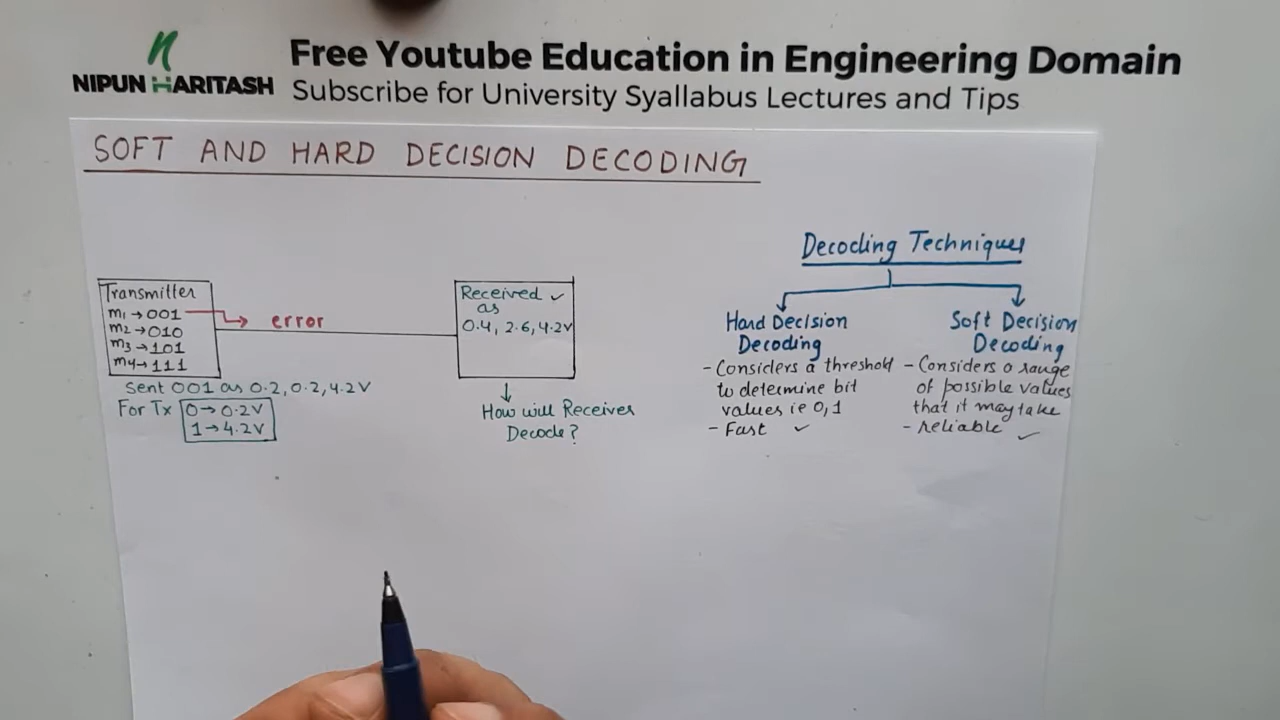 NIPUN HARITASH
Free Youtube Education in Engineering Domain
Subscribe for University Syallabus Lectures and Tips
SOFT AND HARD DECISION DECODING
Transmitter
m1 → 001
m2 → 010
m3 → 101
m4 → 111
error
Received ✓
as
0.4, 2.6, 4.2V
Sent 001 as 0.2, 0.2, 4.2V
For Tx
0 → 0.2V
1 → 4.2V
How will Receiver
Decode?
Decoding Techniques
Hard Decision
Decoding
- Considers a threshold
to determine bit
values ie 0, 1
- Fast ✓
Soft Decision
Decoding
- Considers a range
of possible values
that it may take
- reliable ✓